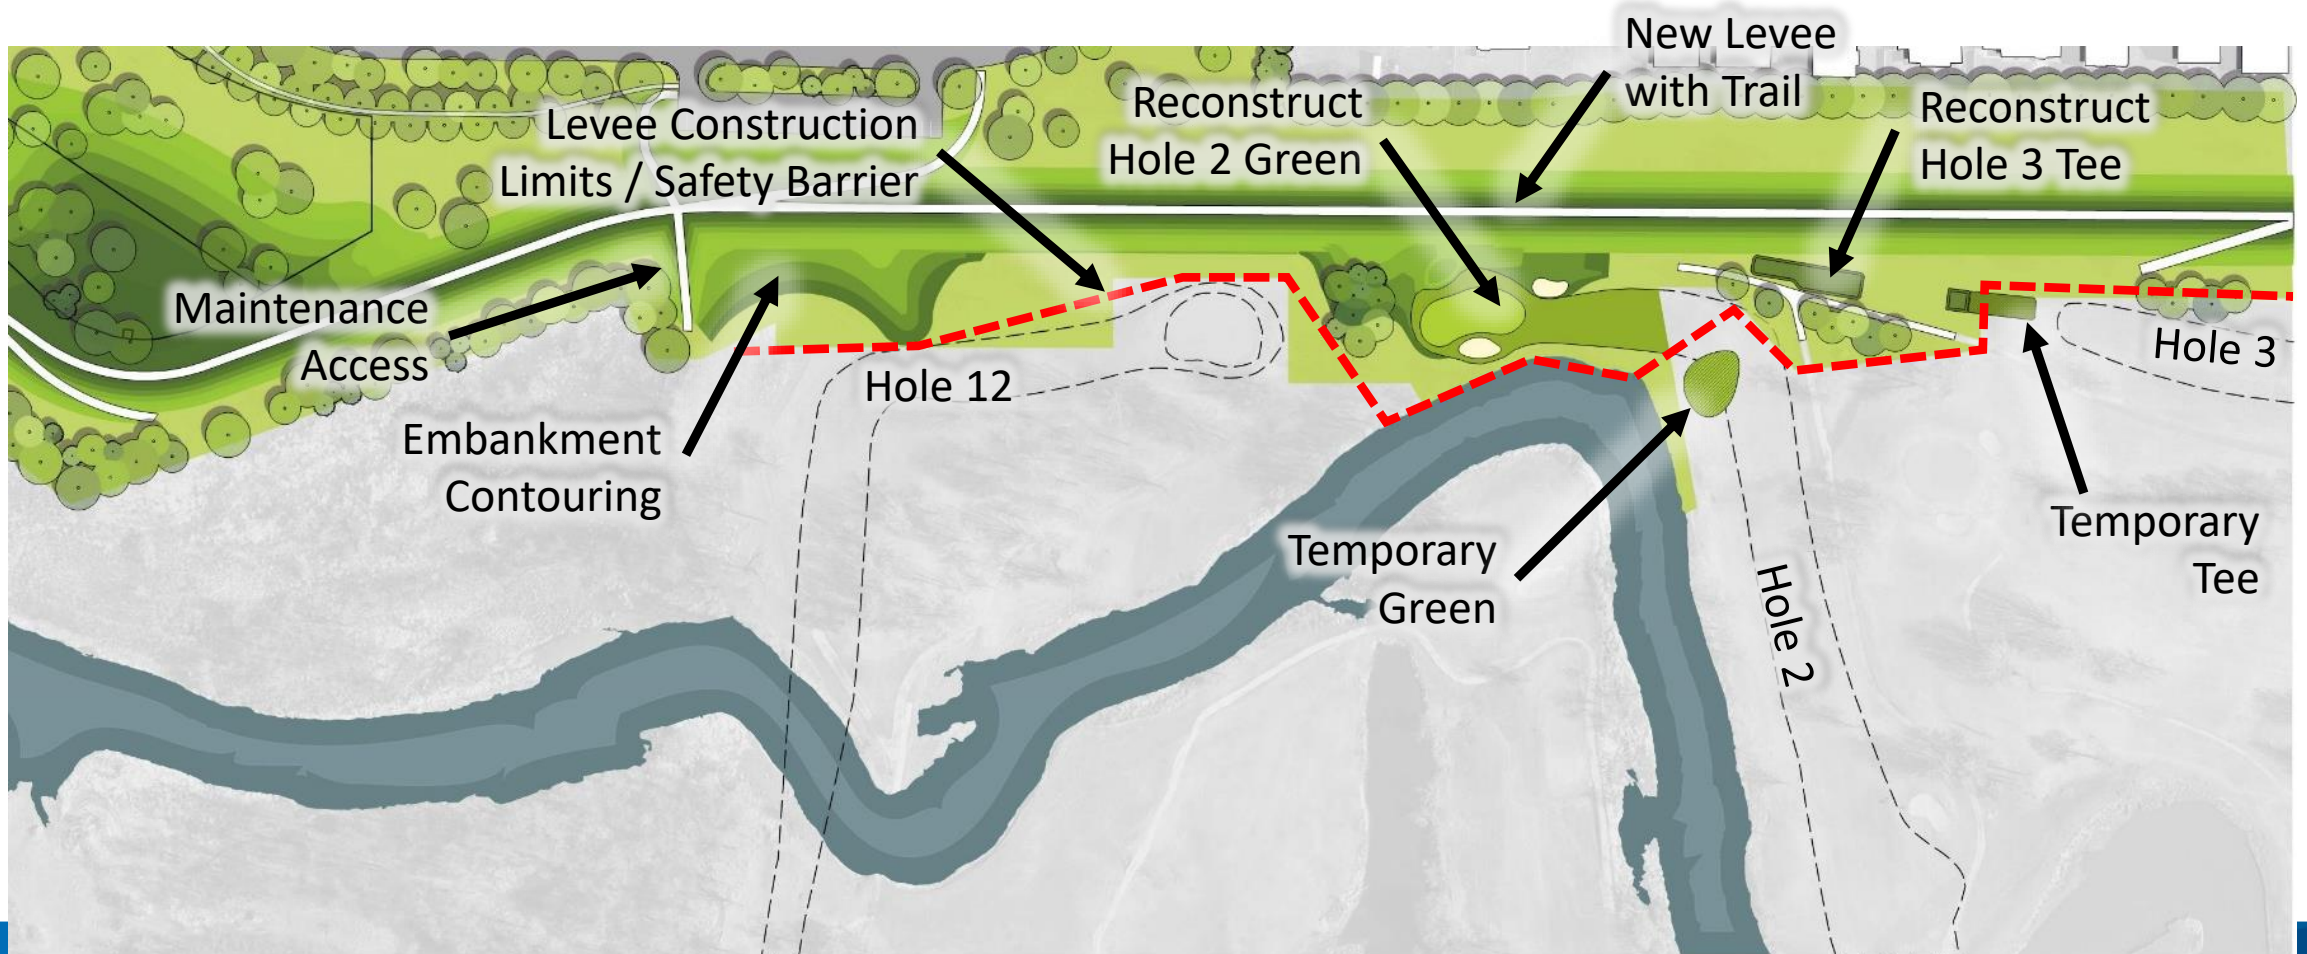 New Levee
with Trail
Reconstruct
Hole 2 Green
Reconstruct
Hole 3 Tee
Levee Construction
Limits / Safety Barrier
Maintenance
Access
Hole 12
Hole 3
Embankment
Contouring
Temporary
Green
Hole 2
Temporary
Tee